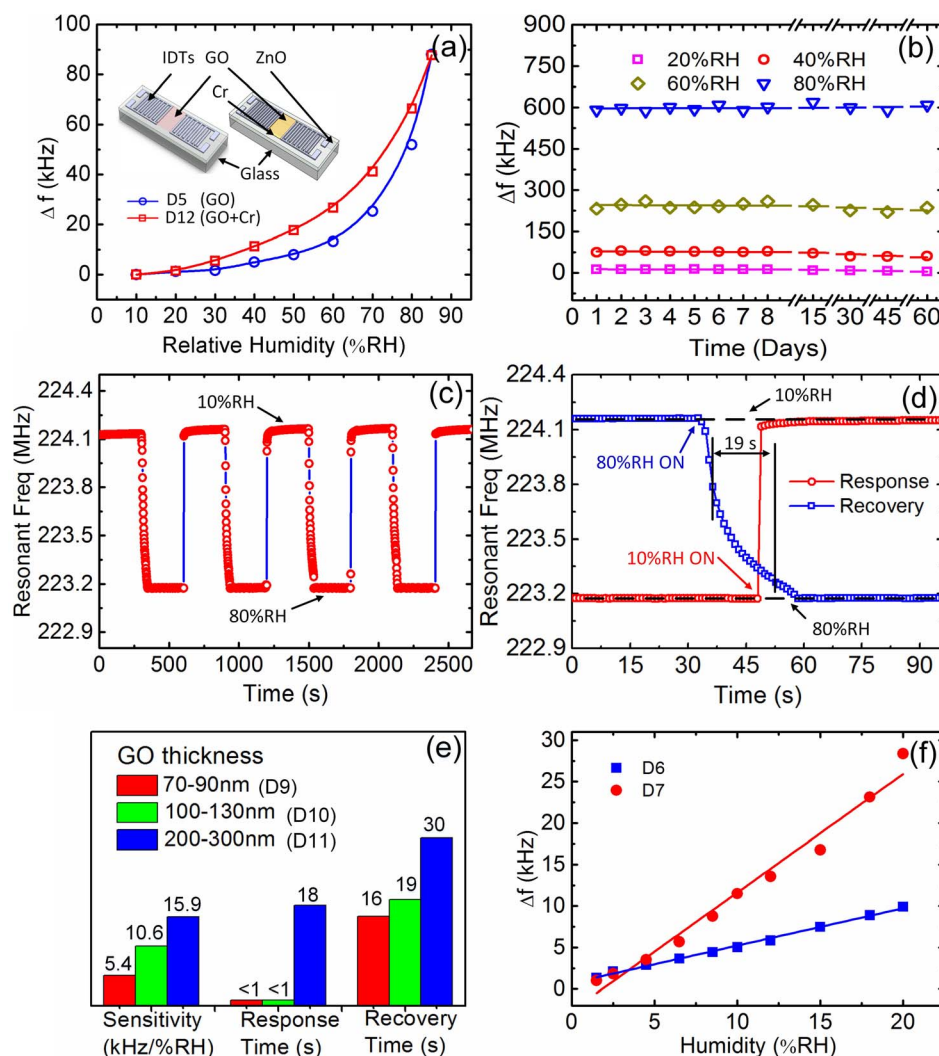 (a)
IDTs GO ZnO
Cr
Glass
D5 (GO)
D12 (GO+Cr)
Δf (kHz)
100
80
60
40
20
0
10 20 30 40 50 60 70 80 90
Relative Humidity (%RH)
(b)
20%RH 40%RH
60%RH 80%RH
Δf (kHz)
900
750
600
450
300
150
0
0 1 2 3 4 5 6 7 8 15 30 45 60
Time (Days)
(c)
10%RH
80%RH
Resonant Freq (MHz)
224.4
224.1
223.8
223.5
223.2
222.9
0 500 1000 1500 2000 2500
Time (s)
(d)
10%RH
80%RH ON
19 s
Response
Recovery
10%RH ON
80%RH
Resonant Freq (MHz)
224.4
224.1
223.8
223.5
223.2
222.9
0 15 30 45 60 75 90
Time (s)
(e)
GO thickness
70-90nm (D9)
100-130nm (D10)
200-300nm (D11)
5.4 10.6 15.9
<1 <1 18
16 19 30
Sensitivity Response Recovery
(kHz/%RH) Time (s) Time (s)
(f)
D6
D7
Δf (kHz)
30
25
20
15
10
5
0
0 5 10 15 20
Humidity (%RH)